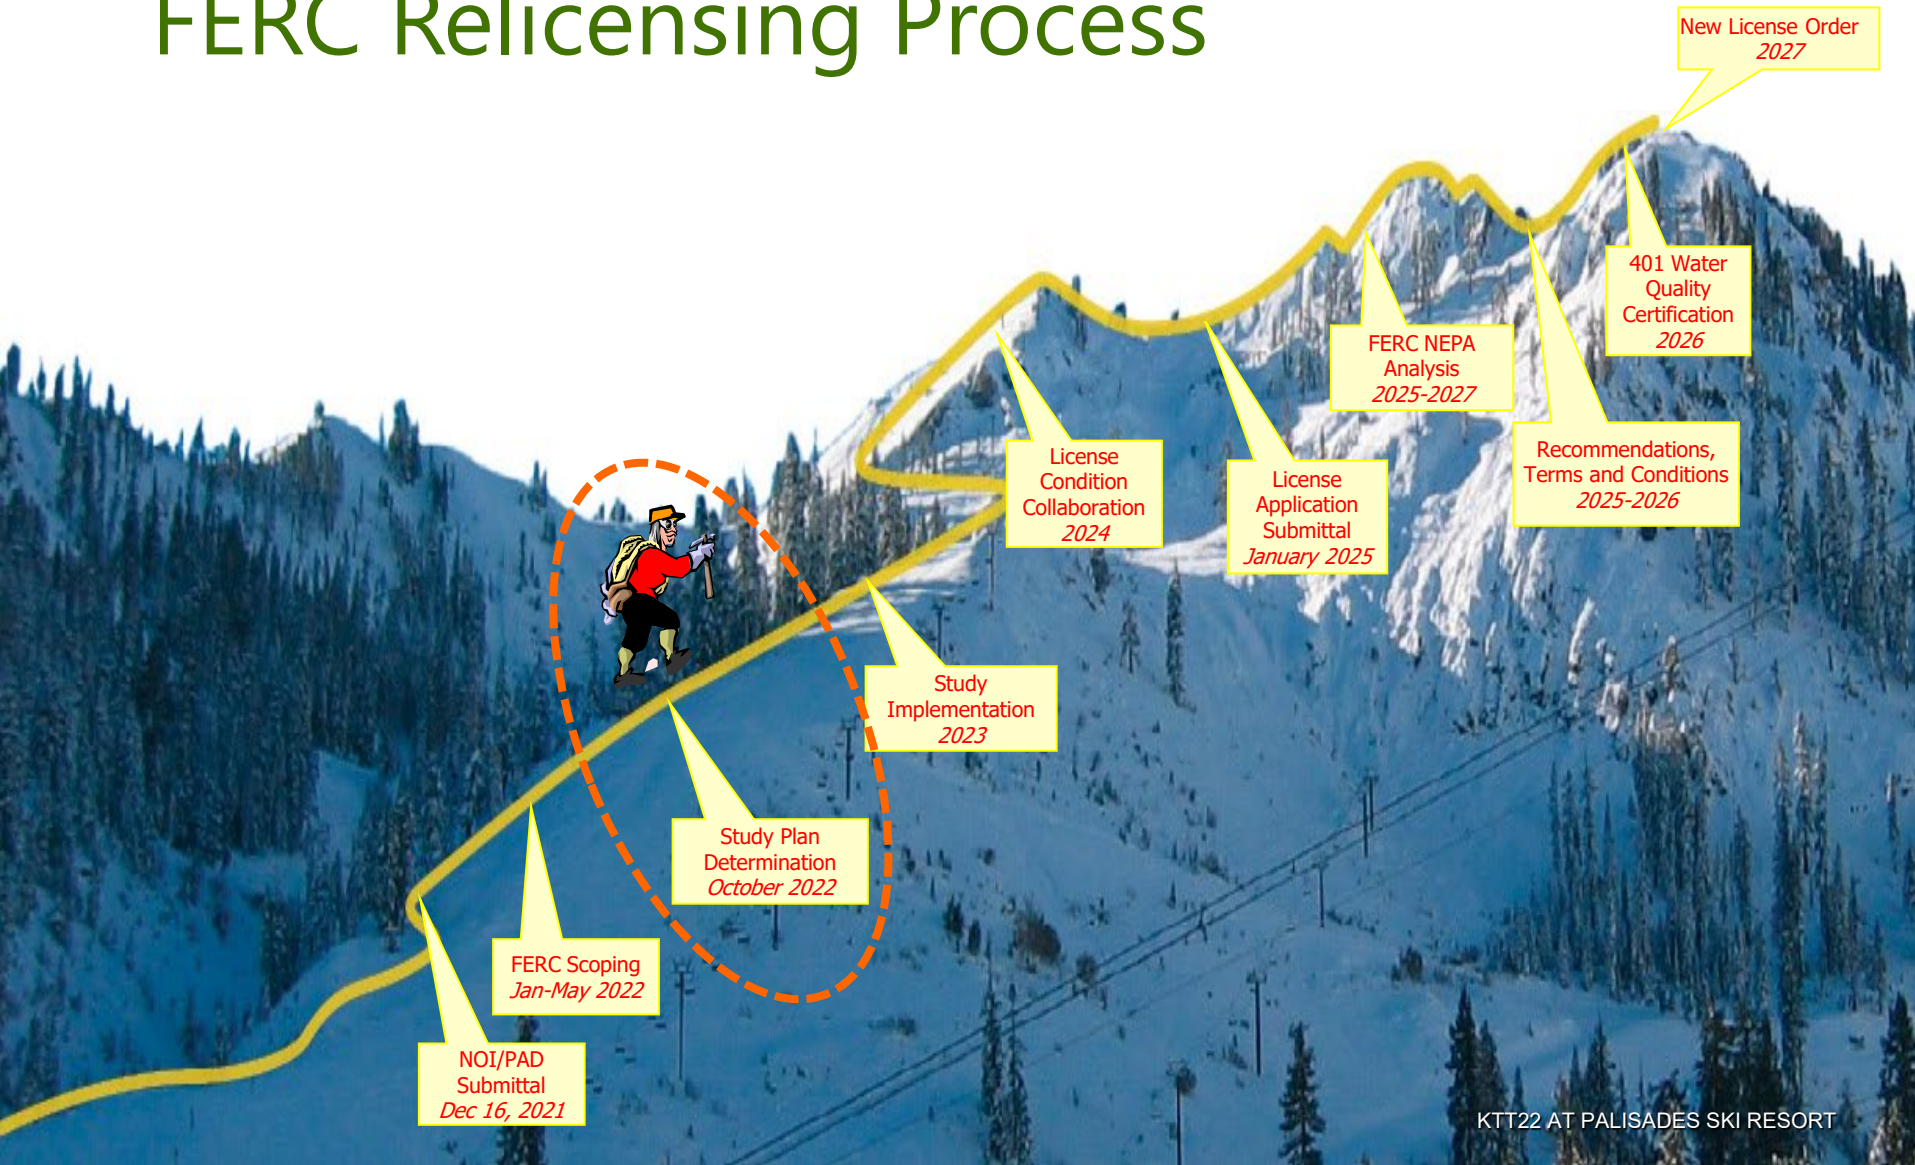 FERC Relicensing Process
New License Order
2027
401 Water
Quality
Certification
2026
FERC NEPA
Analysis
2025-2027
Recommendations,
Terms and Conditions
2025-2026
License
Condition
Collaboration
2024
License
Application
Submittal
January 2025
Study
Implementation
2023
Study Plan
Determination
October 2022
FERC Scoping
Jan-May 2022
NOI/PAD
Submittal
Dec 16, 2021
KTT22 AT PALISADES SKI RESORT